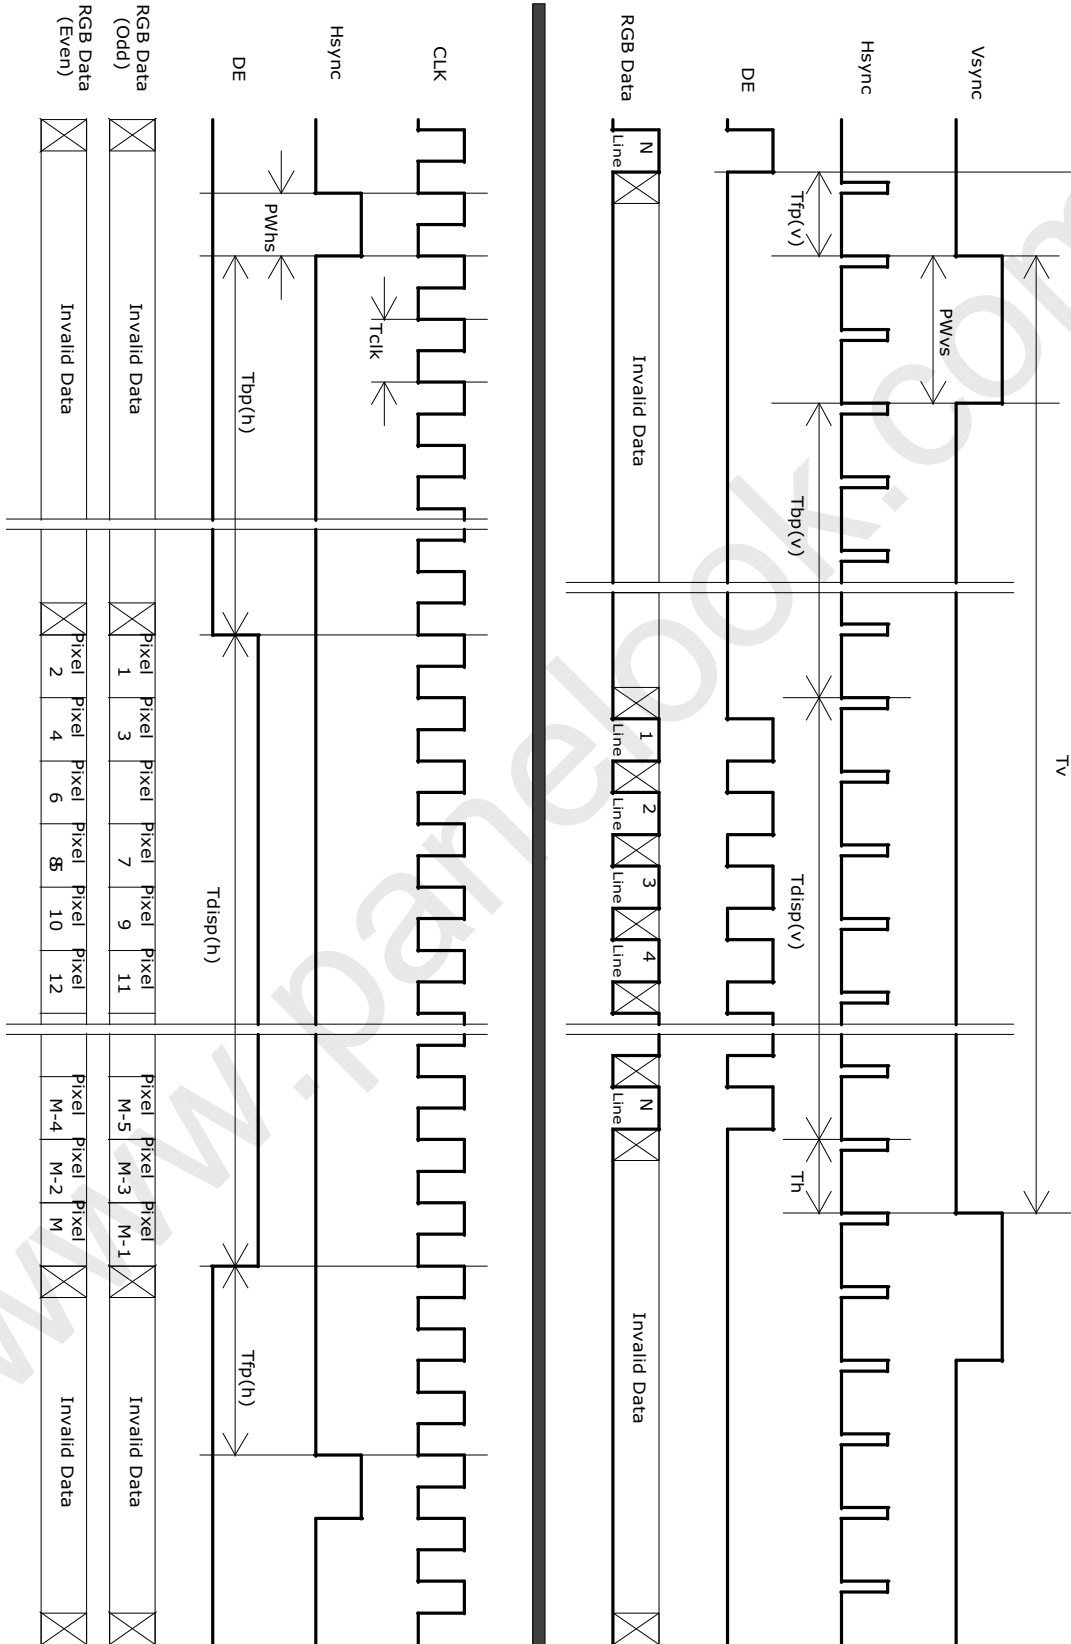 Vsync
Tv
PWvs
Hsync
Tfp(v)
Tbp(v)
Tdisp(v)
Th
DE
RGB Data
N
Line
Invalid Data
1
Line
2
Line
3
Line
4
Line
N
Line
Invalid Data
CLK
Tclk
Hsync
PWhs
DE
Tbp(h)
Tdisp(h)
Tfp(h)
RGB Data
(Odd)
Invalid Data
Pixel
1
Pixel
3
Pixel
Pixel
7
Pixel
9
Pixel
11
Pixel
M-5
Pixel
M-3
Pixel
M-1
Invalid Data
RGB Data
(Even)
Invalid Data
Pixel
2
Pixel
4
Pixel
6
Pixel
8
Pixel
10
Pixel
12
Pixel
M-4
Pixel
M-2
Pixel
M
Invalid Data
www.panelook.com